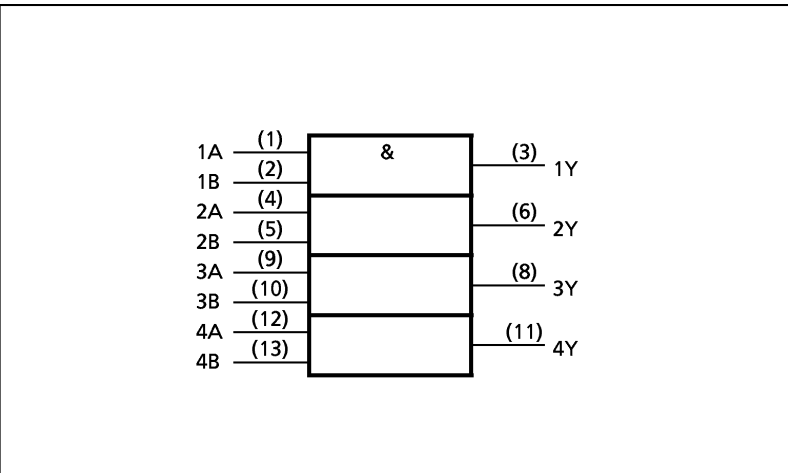 1A (1) & (3) 1Y
1B (2)
2A (4) (6) 2Y
2B (5)
3A (9) (8) 3Y
3B (10)
4A (12) (11) 4Y
4B (13)